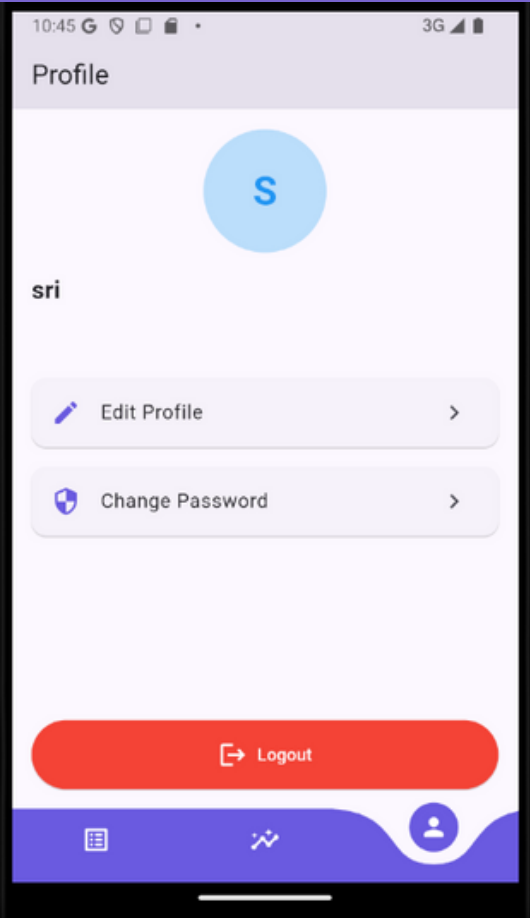 10:45 G 3G
Profile
S
sri
Edit Profile
Change Password
Logout